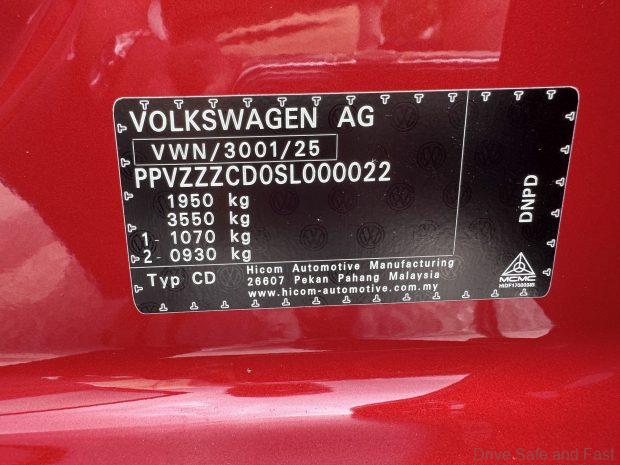 VOLKSWAGEN AG
VWN/3001/25
PPVZZZCD0SL000022
1950 kg
3550 kg
1- 1070 kg
2- 0930 kg
Typ CD
Hicom Automotive Manufacturing
26607 Pekan Pahang Malaysia
www.hicom-automotive.com.my
DNPD
MCMC
Drive Safe and Fast